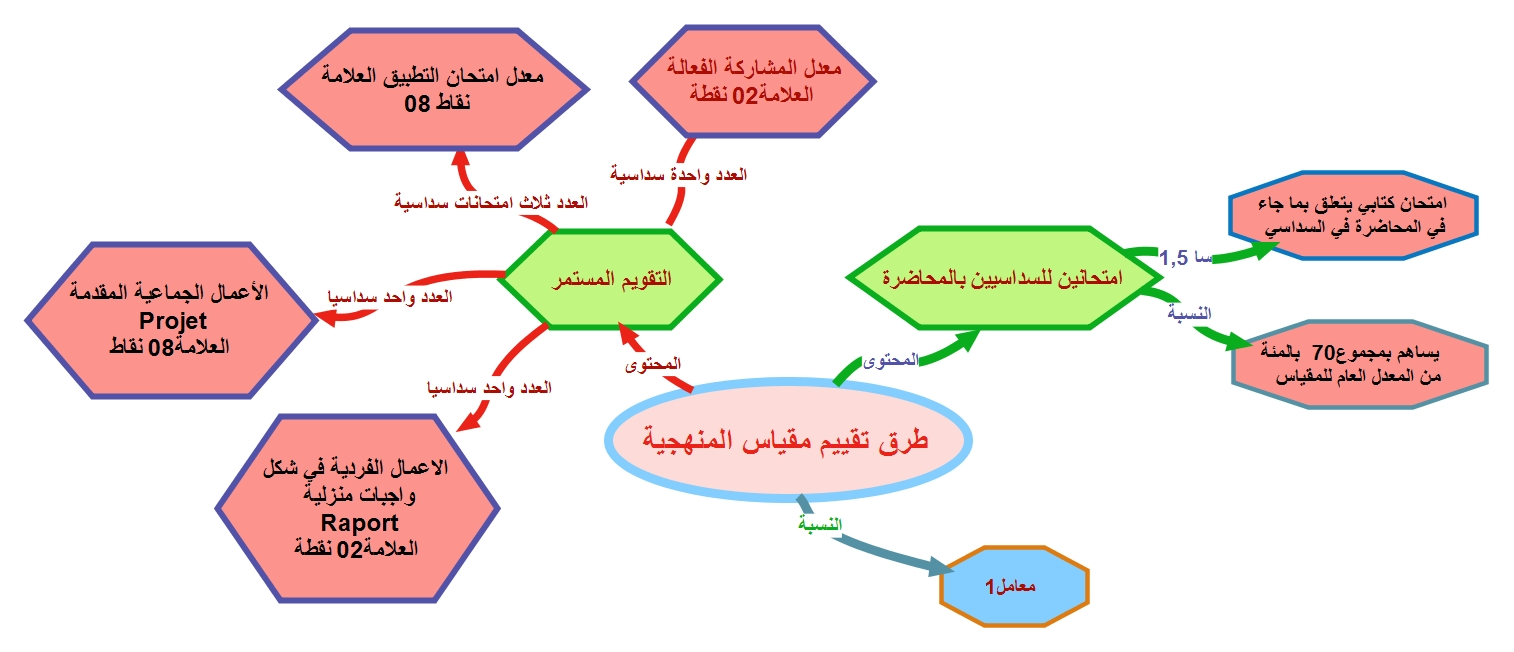 معدل المشاركة الفعالة
العلامة02 نقطة
معدل امتحان التطبيق العلامة
08 نقاط
العدد واحدة سداسية
العدد ثلاث امتحانات سداسية
امتحان كتابي يتعلق بما جاء
في المحاضرة في السداسي
سا 1,5
امتحانين للسداسيين بالمحاضرة
التقويم المستمر
الأعمال الجماعية المقدمة
Projet
العلامة08 نقاط
العدد واحد سداسيا
النسبة
يساهم بمجموع70 بالمئة
من المعدل العام للمقياس
المحتوى
المحتوى
العدد واحد سداسيا
طرق تقييم مقياس المنهجية
الاعمال الفردية في شكل
واجبات منزلية
Raport
العلامة02 نقطة
النسبة
معامل1